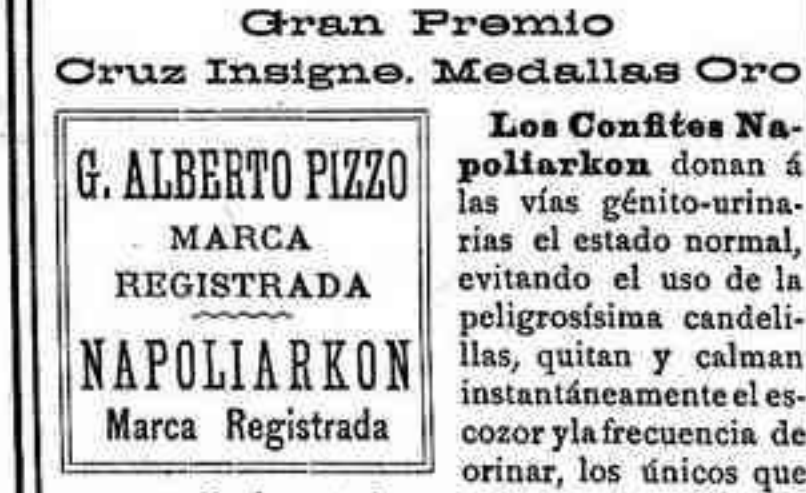 Gran Premio
Cruz Insigne. Medallas Oro
G. ALBERTO PIZZO
MARCA
REGISTRADA
NAPOLIARKON
Marca Registrada
Los Confites Na-
poliarkon donan á
las vías génito-urina-
rias el estado normal,
evitando el uso de la
peligrosísima candeli-
llas, quitan y calman
instantáneamente el es-
cozor y la frecuencia de
orinar, los únicos que